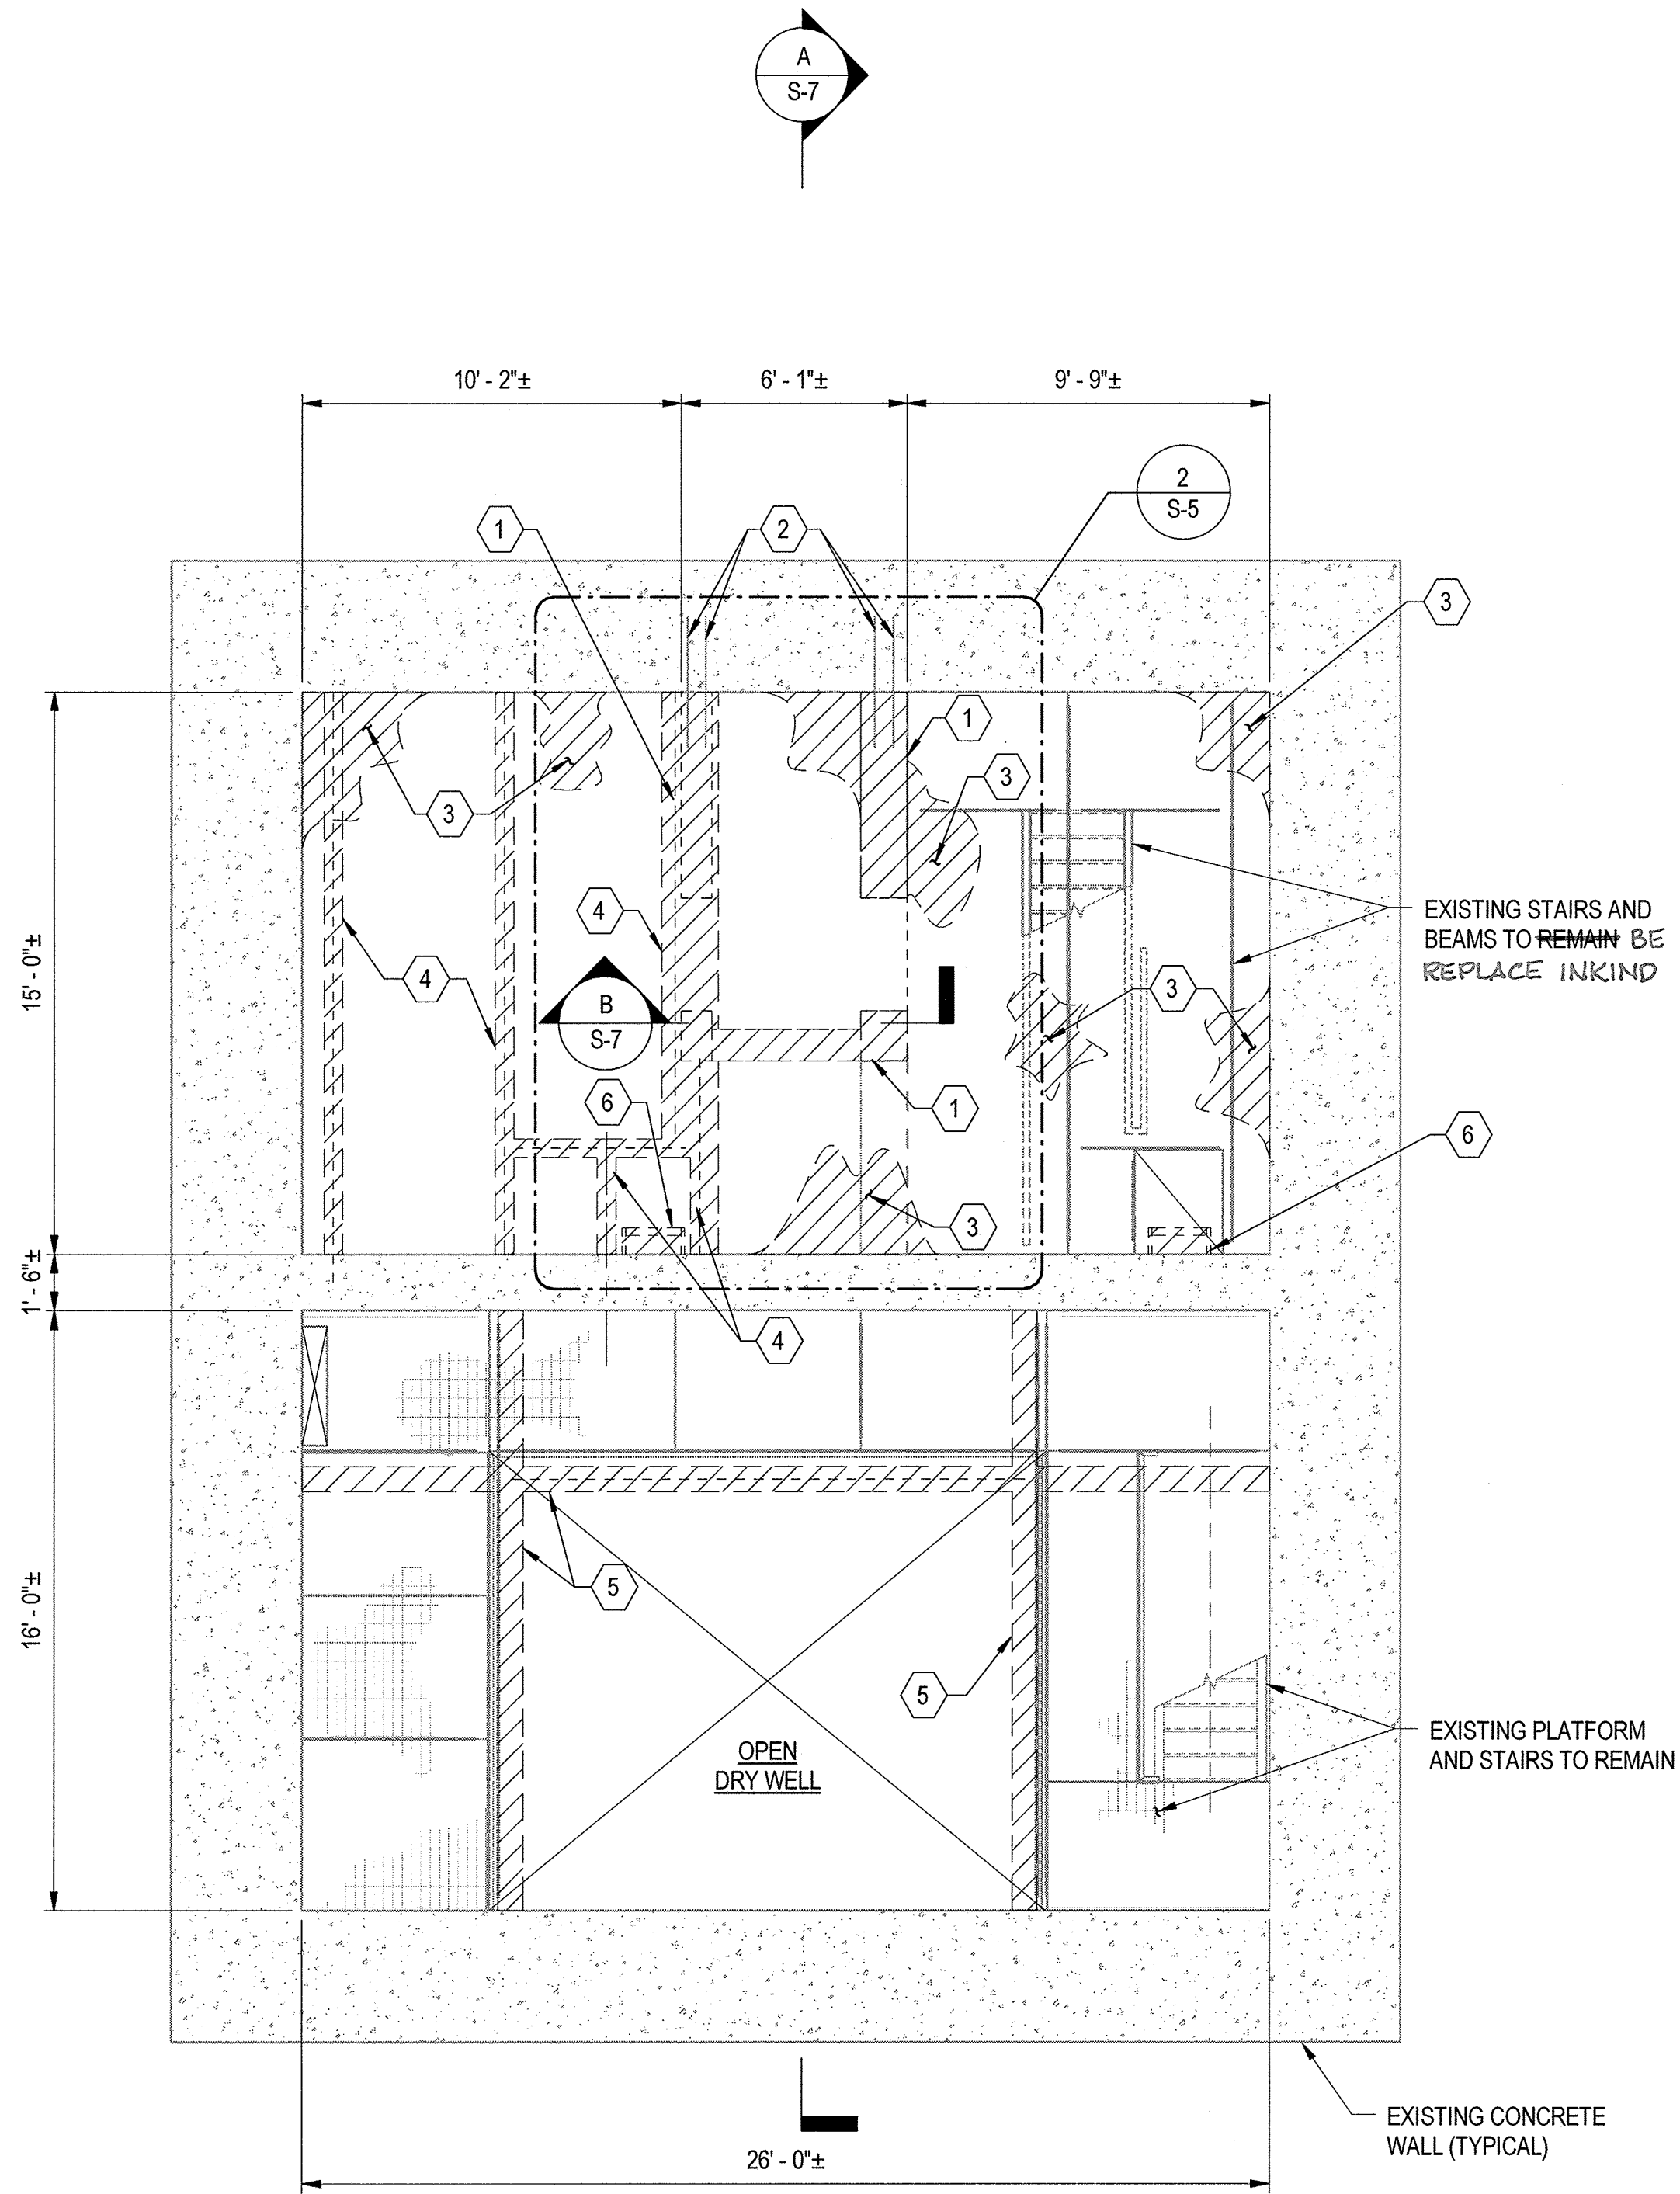 A
S-7
10' - 2"±
6' - 1"±
9' - 9"±
2
S-5
1
2
3
1
3
3
4
EXISTING STAIRS AND
BEAMS TO REMAIN BE
REPLACE INKIND
15' - 0"±
4
3
B
S-7
6
1
6
3
1' - 6"±
4
5
16' - 0"±
5
OPEN
DRY WELL
EXISTING PLATFORM
AND STAIRS TO REMAIN
EXISTING CONCRETE
WALL (TYPICAL)
26' - 0"±